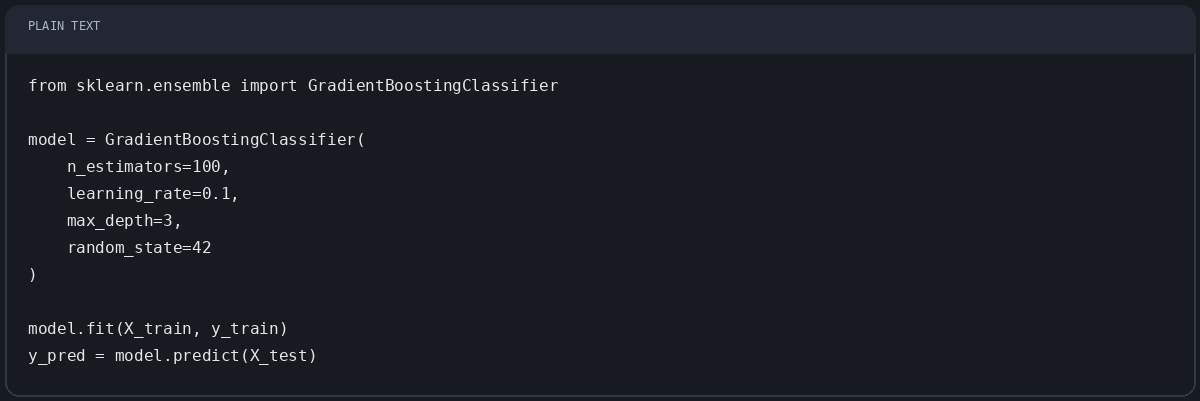 PLAIN TEXT
from sklearn.ensemble import GradientBoostingClassifier

model = GradientBoostingClassifier(
    n_estimators=100,
    learning_rate=0.1,
    max_depth=3,
    random_state=42
)

model.fit(X_train, y_train)
y_pred = model.predict(X_test)